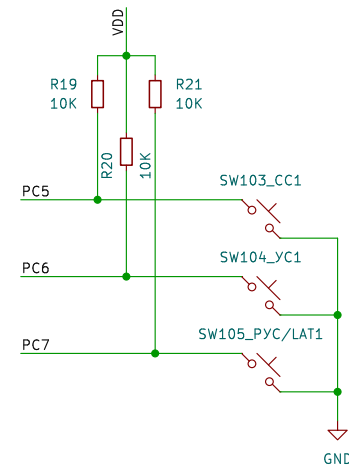 VDD
R19
10K
R21
10K
R20
10K
PC5
SW103_CC1
PC6
SW104_УС1
PC7
SW105_РУС/LAT1
GND